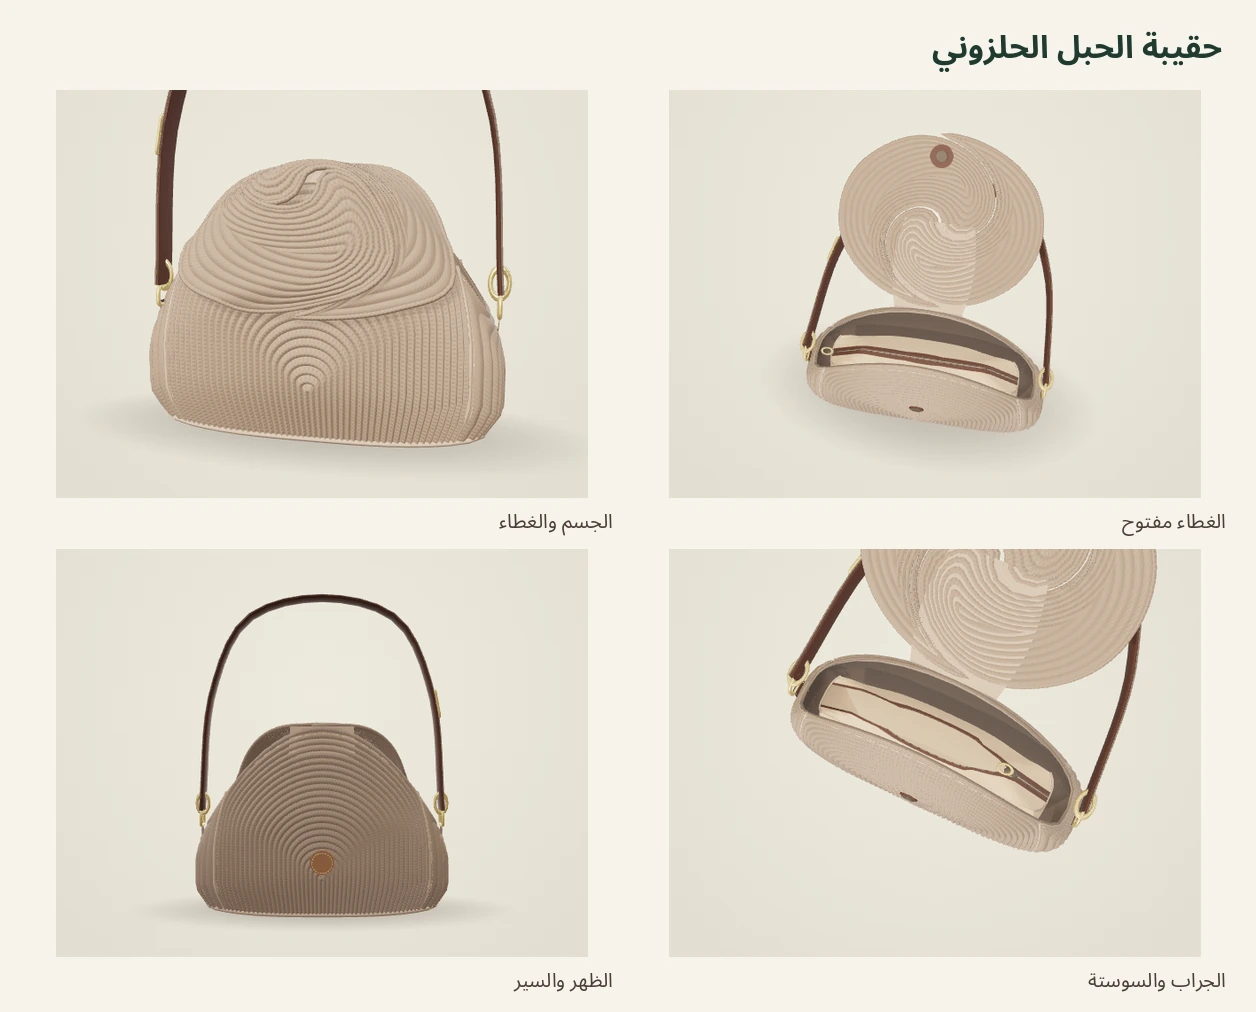 حقيبة الحبل الحلزوني
الغطاء مفتوح
الجسم والغطاء
الجراب والسوستة
الظهر والسير